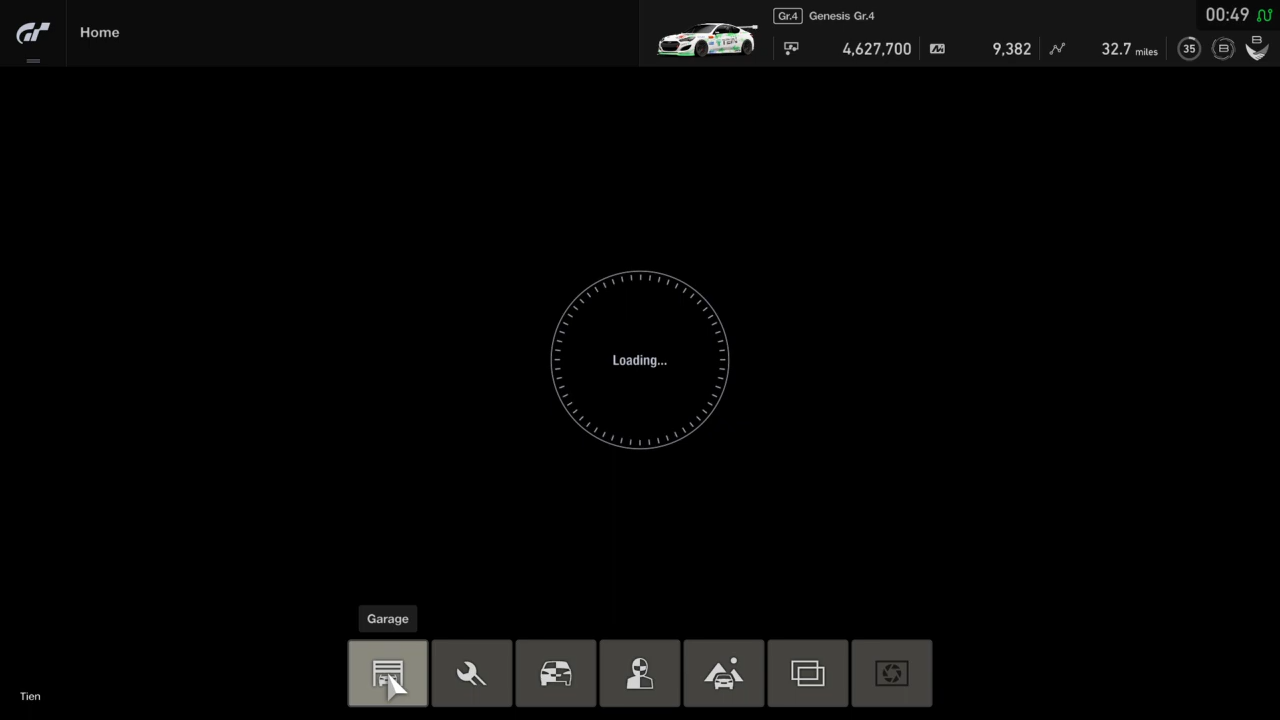 Home
Gr.4 Genesis Gr.4
4,627,700 9,382 32.7 miles 35 B B
00:49
Loading...
Garage
Tien